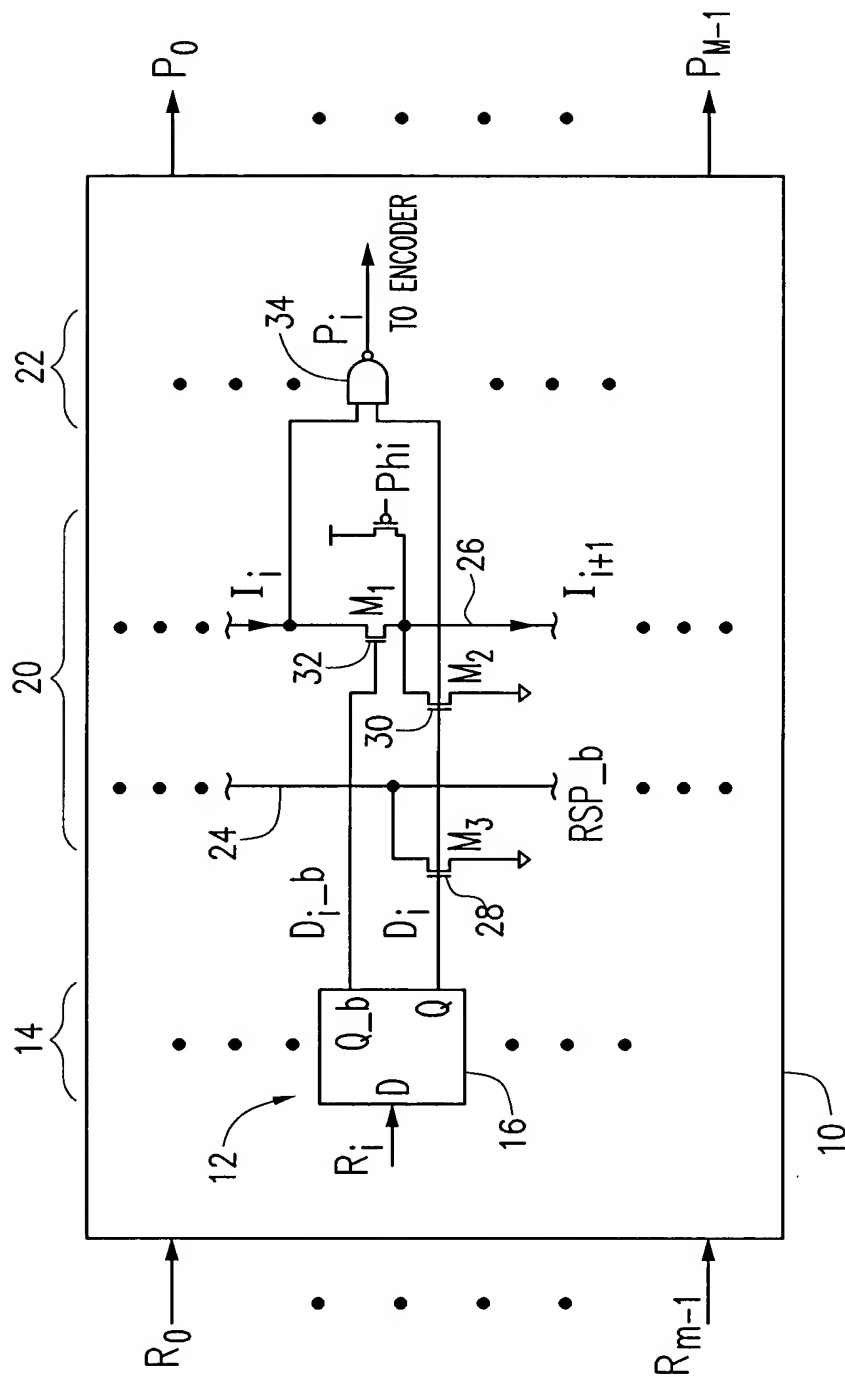 14
20
22
R0
P0
12
Ri
D
Q_b
Q
16
Di_b
Di
24
28
M3
RSP_b
30
M2
32
M1
Ii
Phi
26
Ii+1
34
Pi
TO ENCODER
Rm-1
PM-1
10